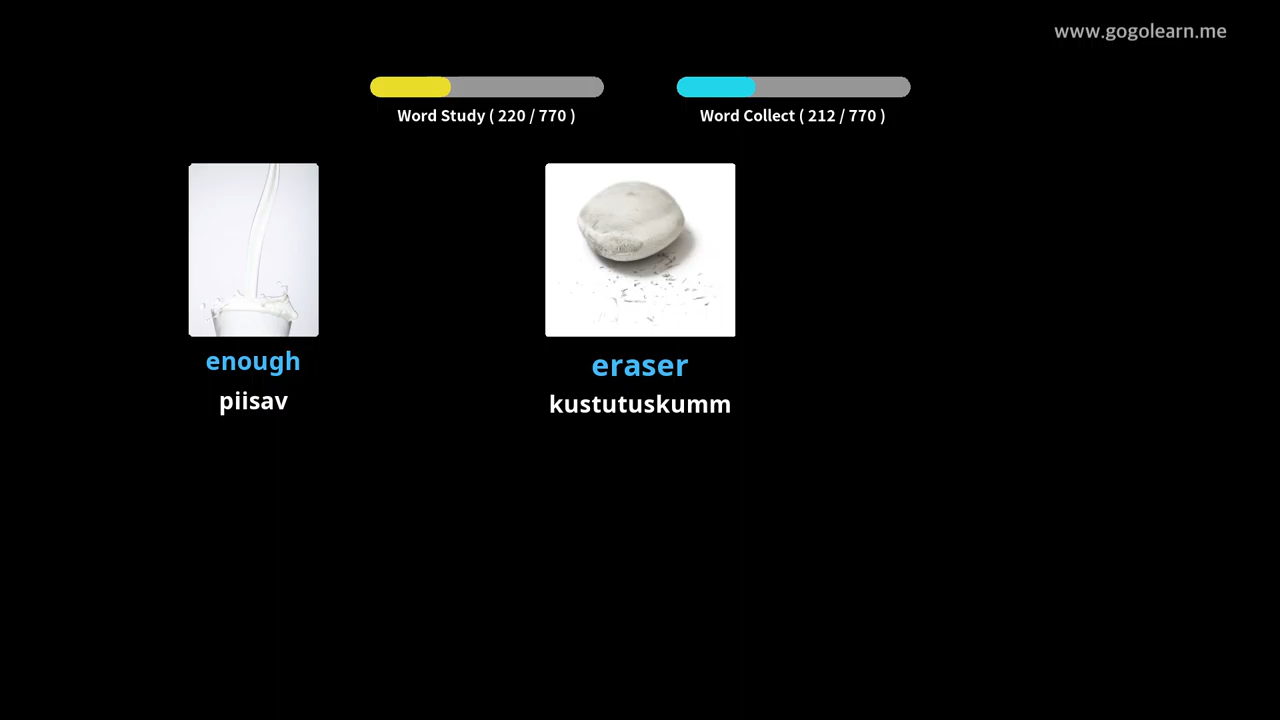 www.gogolearn.me
Word Study ( 220 / 770 )
Word Collect ( 212 / 770 )
enough
piisav
eraser
kustutuskumm